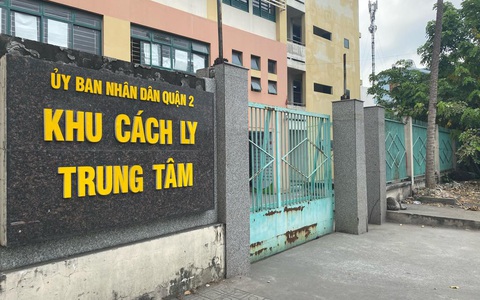 ỦY BAN NHÂN DÂN QUẬN 2
KHU CÁCH LY
TRUNG TÂM